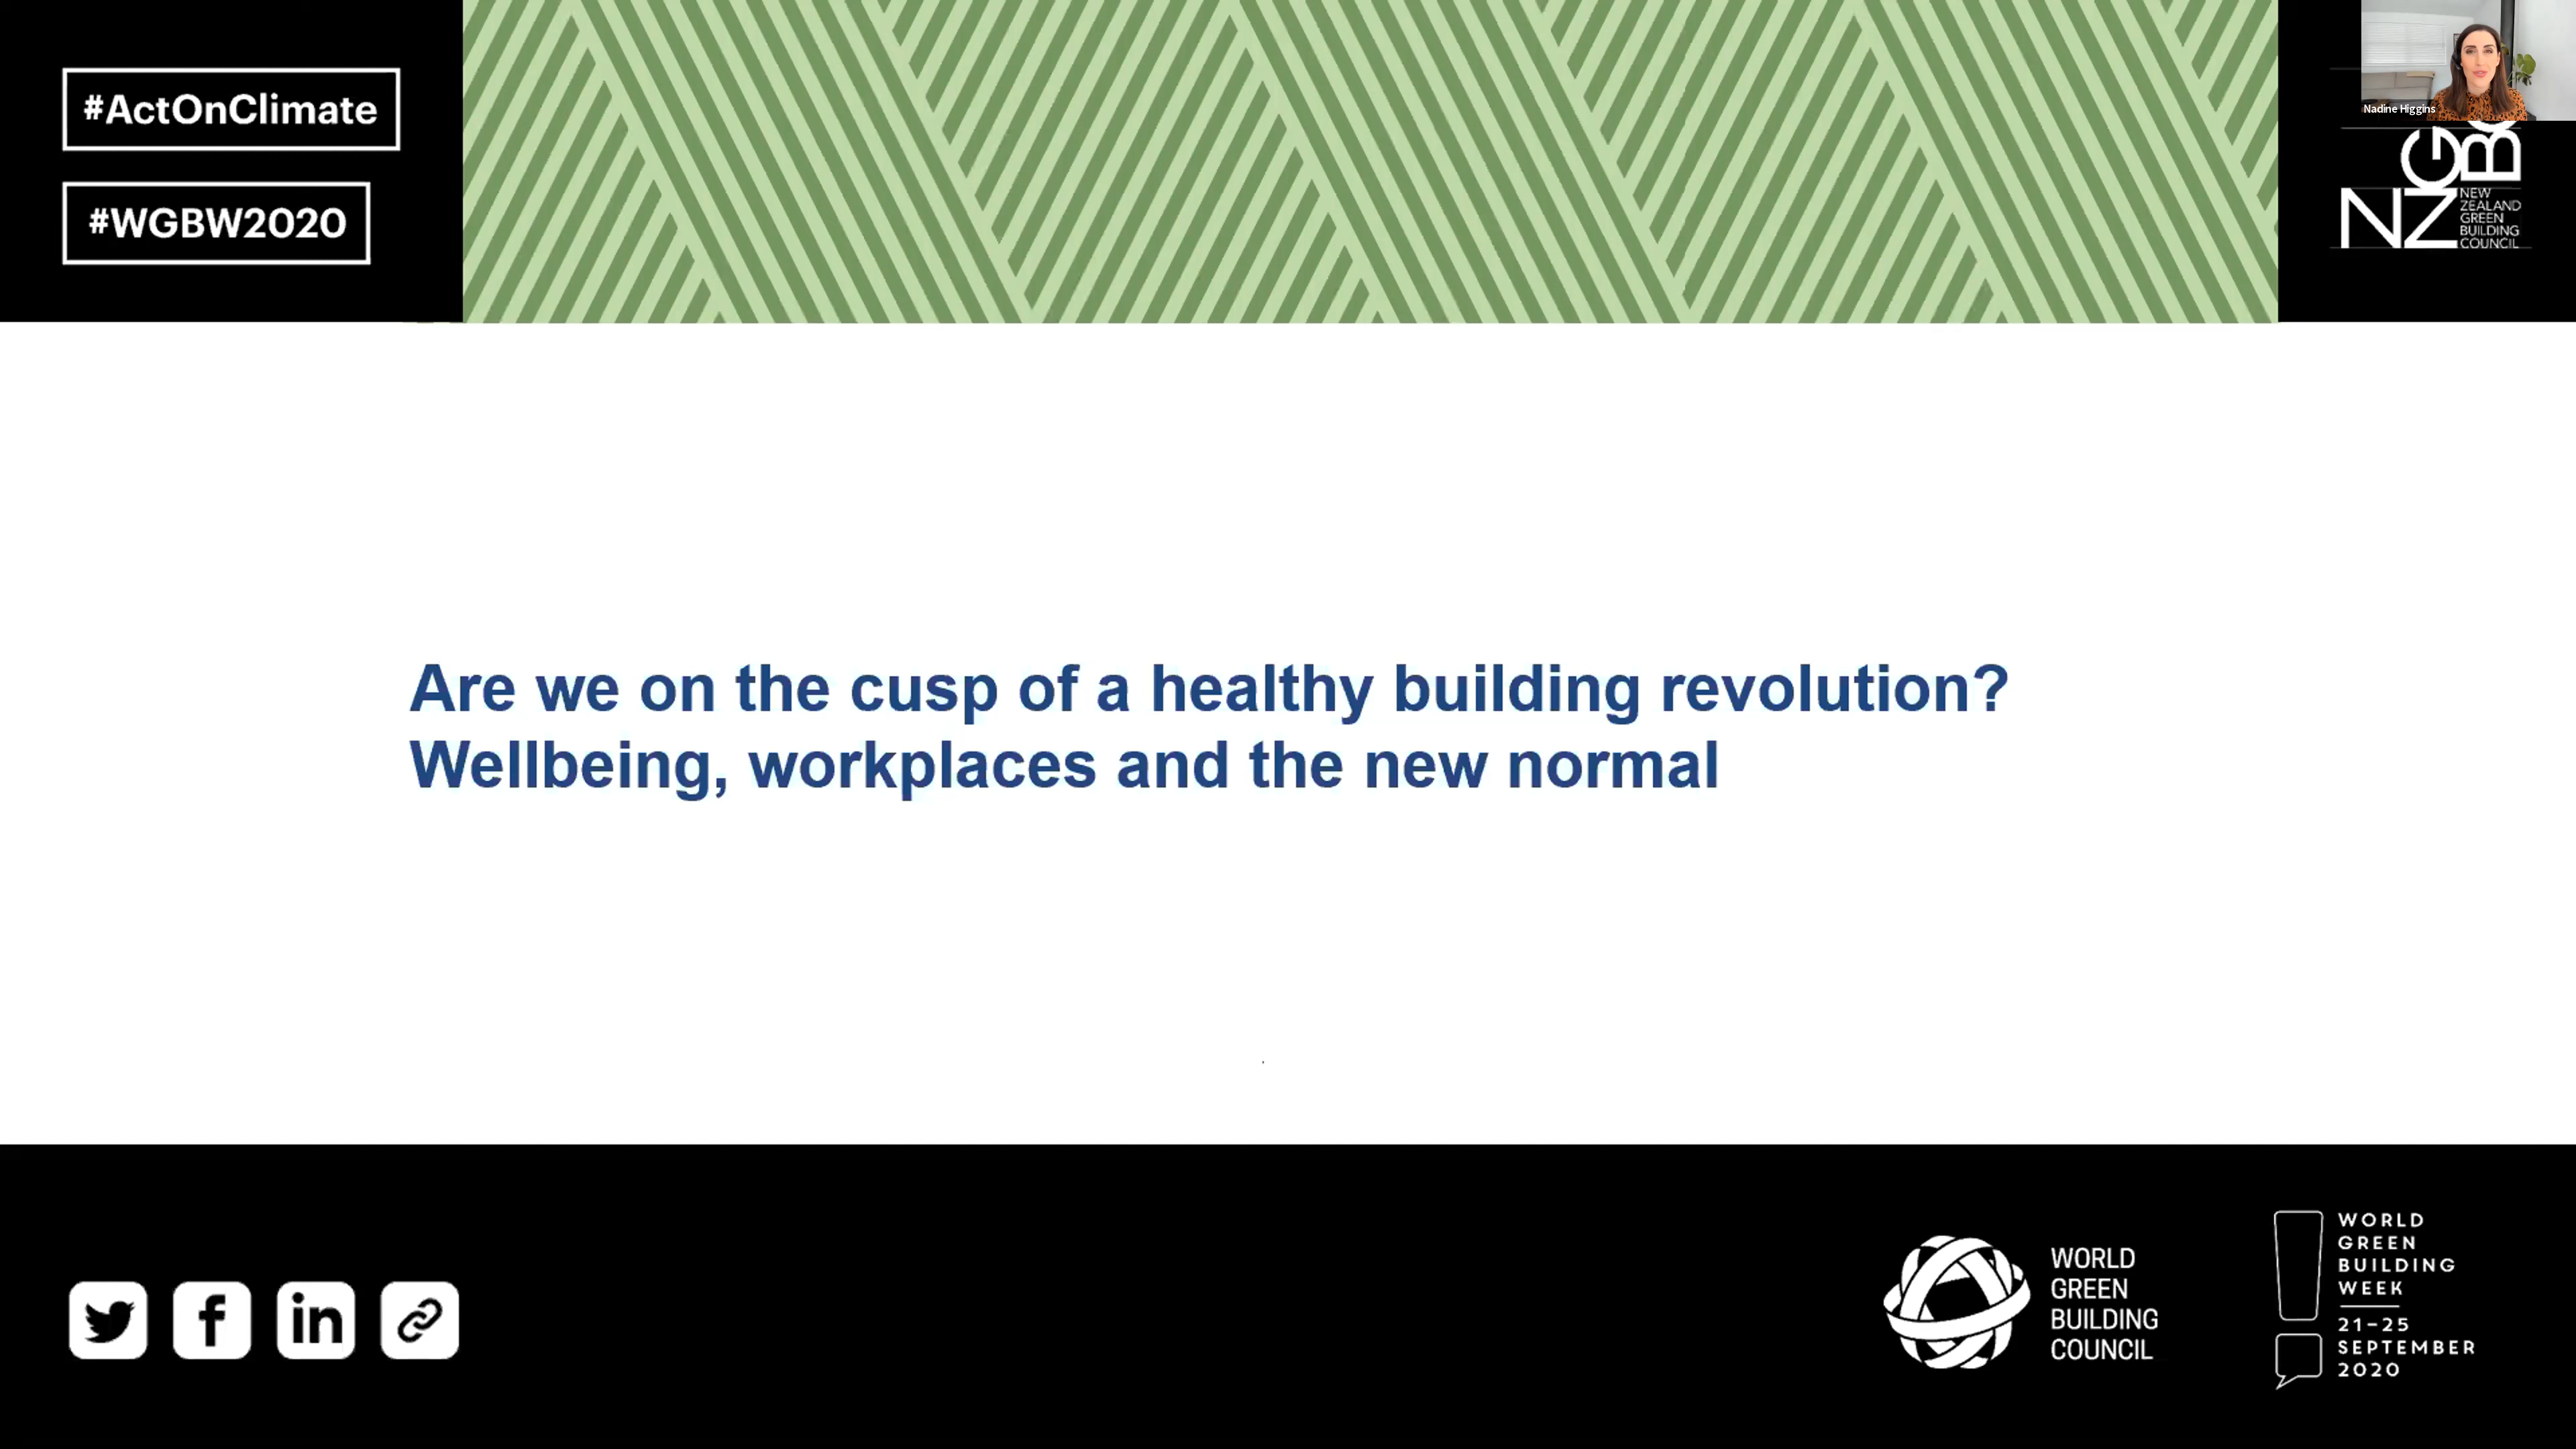 #ActOnClimate
#WGBW2020
Nadine Higgins
NZGBC
NEW
ZEALAND
GREEN
BUILDING
COUNCIL
Are we on the cusp of a healthy building revolution?
Wellbeing, workplaces and the new normal
WORLD
GREEN
BUILDING
COUNCIL
WORLD
GREEN
BUILDING
WEEK
21–25
SEPTEMBER
2020